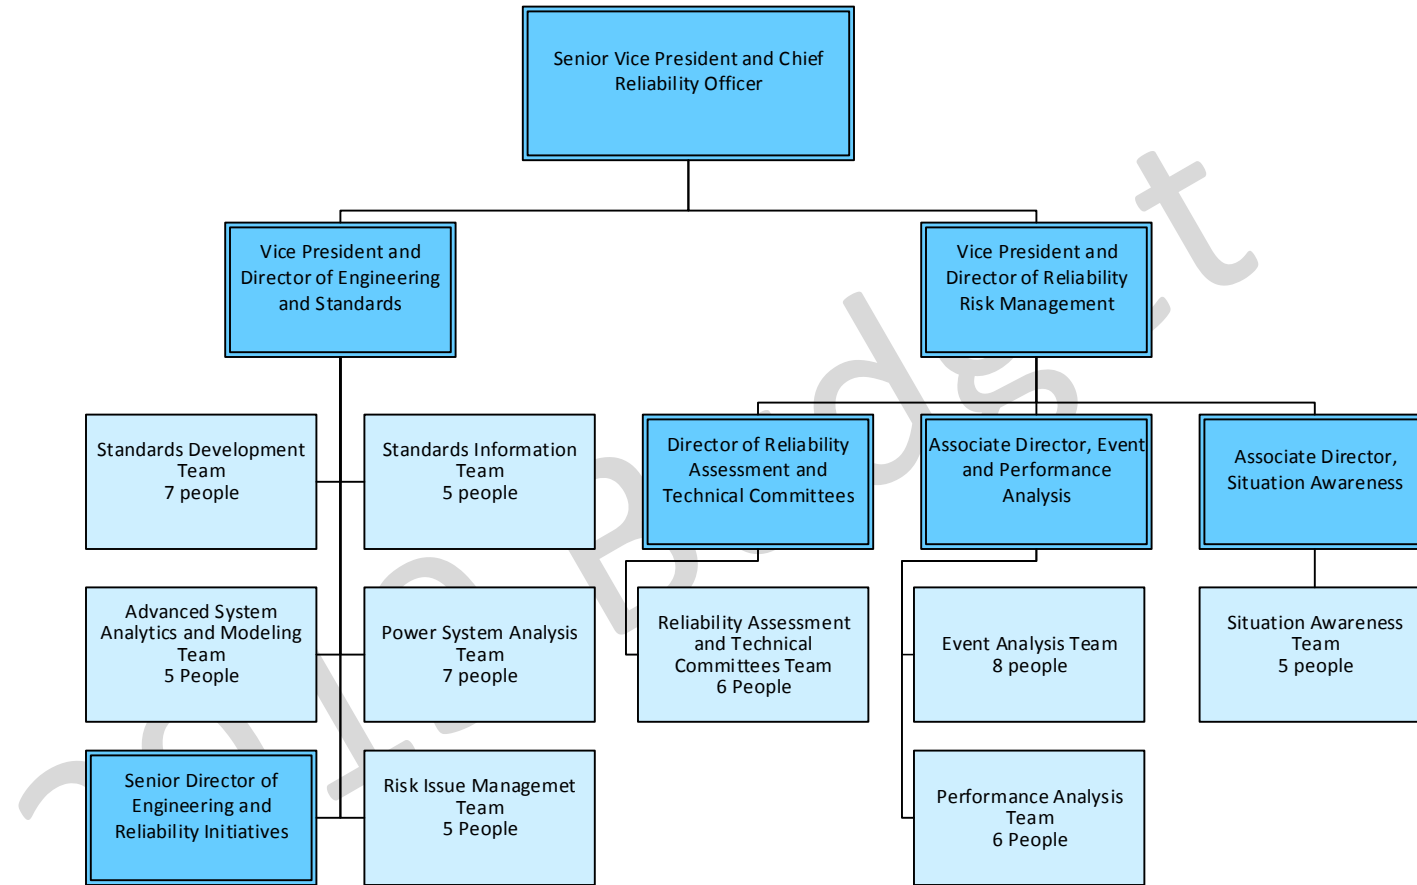 Senior Vice President and Chief
Reliability Officer
Vice President and
Director of Engineering
and Standards
Vice President and
Director of Reliability
Risk Management
Standards Development
Team
7 people
Standards Information
Team
5 people
Director of Reliability
Assessment and
Technical Committees
Associate Director, Event
and Performance
Analysis
Associate Director,
Situation Awareness
Advanced System
Analytics and Modeling
Team
5 People
Power System Analysis
Team
7 people
Reliability Assessment
and Technical
Committees Team
6 People
Event Analysis Team
8 people
Situation Awareness
Team
5 people
Senior Director of
Engineering and
Reliability Initiatives
Risk Issue Managemet
Team
5 People
Performance Analysis
Team
6 People
Budget